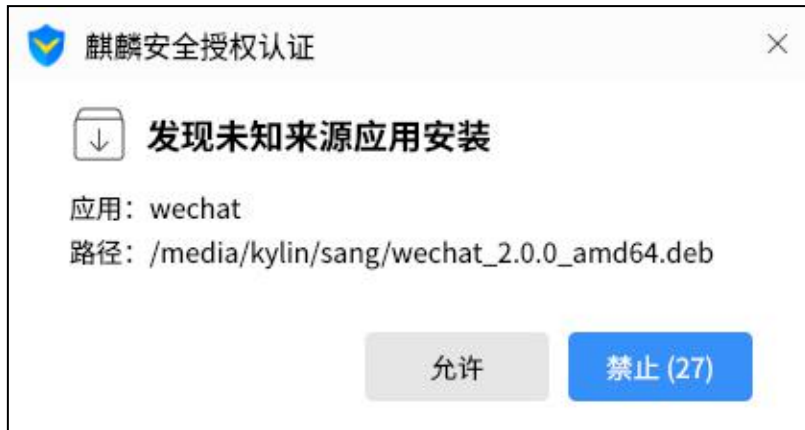 麒麟安全授权认证
发现未知来源应用安装
应用：wechat
路径：/media/kylin/sang/wechat_2.0.0_amd64.deb
允许
禁止 (27)